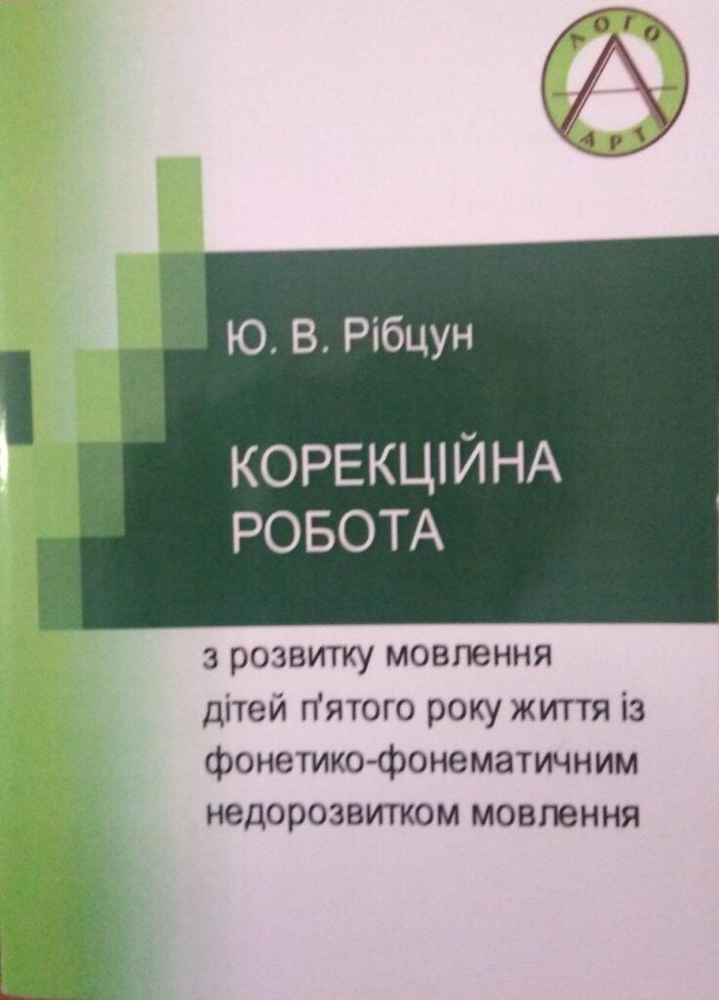 ЛОГО
АРТ
Ю. В. Рібцун
КОРЕКЦІЙНА
РОБОТА
з розвитку мовлення
дітей п'ятого року життя із
фонетико-фонематичним
недорозвитком мовлення